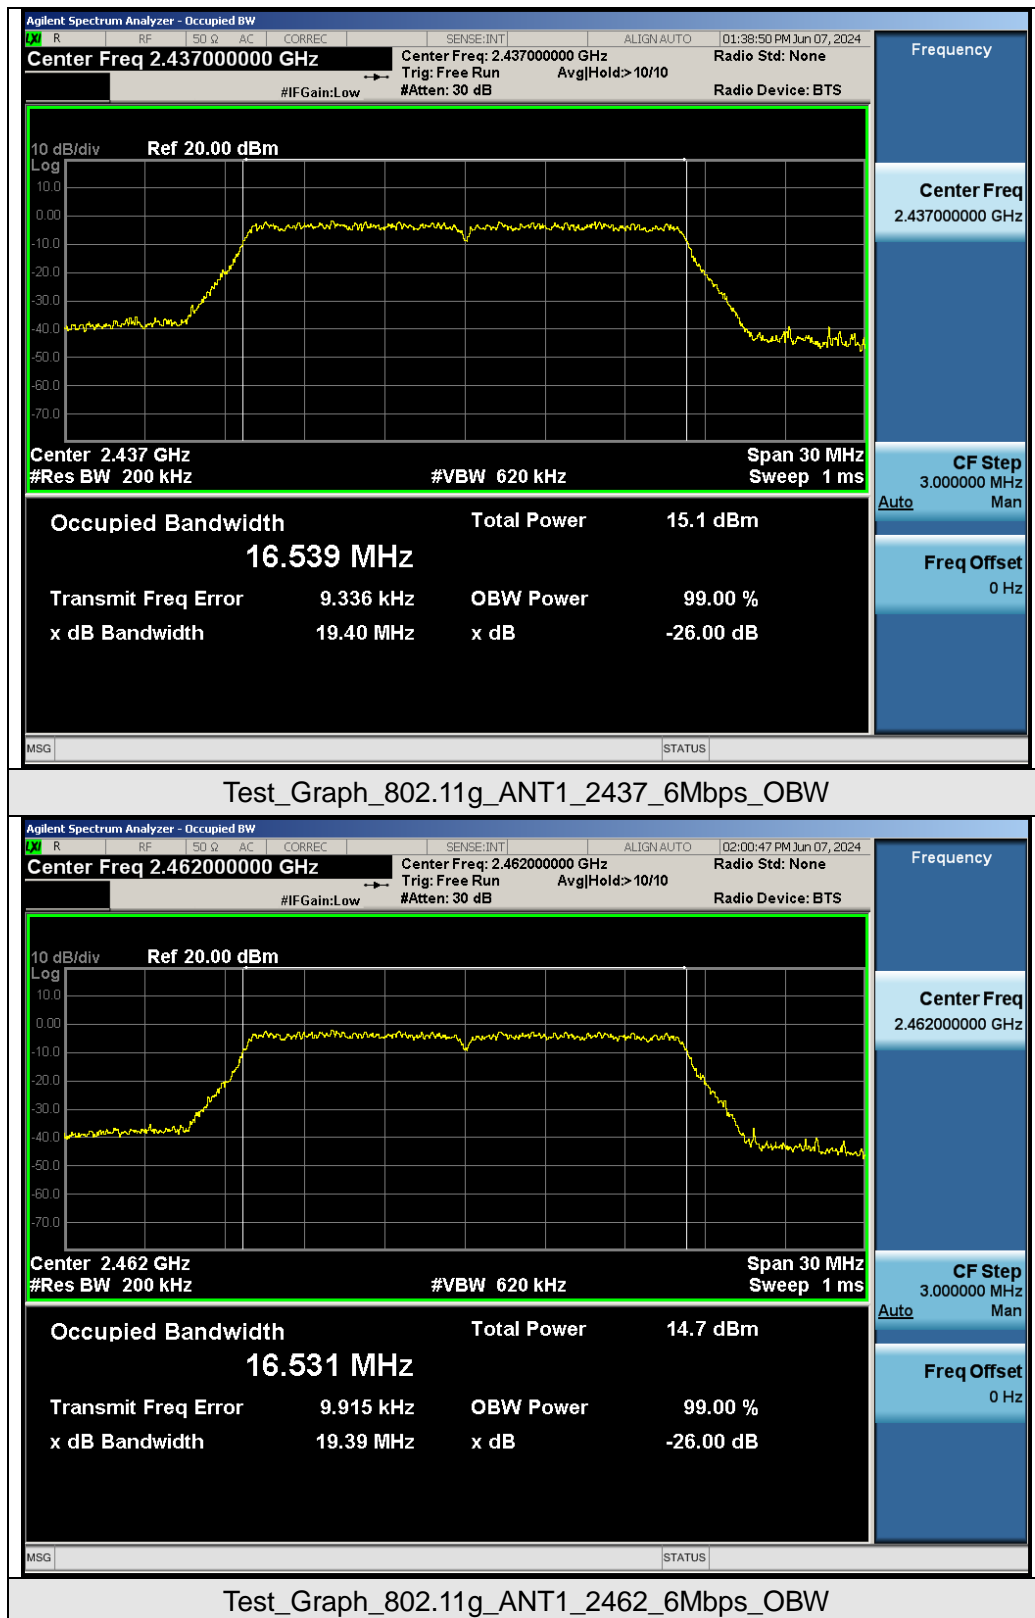 Agilent Spectrum Analyzer - Occupied BW
LXI R RF 50 Ω AC CORREC SENSE:INT ALIGN AUTO 01:38:50 PM Jun 07, 2024
Center Freq 2.437000000 GHz
Center Freq: 2.437000000 GHz Radio Std: None
Trig: Free Run Avg|Hold:>10/10
#IFGain:Low #Atten: 30 dB Radio Device: BTS
Frequency
10 dB/div Ref 20.00 dBm
Log
10.0
0.00
-10.0
-20.0
-30.0
-40.0
-50.0
-60.0
-70.0
Center Freq
2.437000000 GHz
Center 2.437 GHz Span 30 MHz
#Res BW 200 kHz #VBW 620 kHz Sweep 1 ms
CF Step
3.000000 MHz
Auto Man
Occupied Bandwidth Total Power 15.1 dBm
16.539 MHz
Transmit Freq Error 9.336 kHz OBW Power 99.00 %
x dB Bandwidth 19.40 MHz x dB -26.00 dB
Freq Offset
0 Hz
MSG STATUS
Test_Graph_802.11g_ANT1_2437_6Mbps_OBW
Agilent Spectrum Analyzer - Occupied BW
LXI R RF 50 Ω AC CORREC SENSE:INT ALIGN AUTO 02:00:47 PM Jun 07, 2024
Center Freq 2.462000000 GHz
Center Freq: 2.462000000 GHz Radio Std: None
Trig: Free Run Avg|Hold:>10/10
#IFGain:Low #Atten: 30 dB Radio Device: BTS
Frequency
10 dB/div Ref 20.00 dBm
Log
10.0
0.00
-10.0
-20.0
-30.0
-40.0
-50.0
-60.0
-70.0
Center Freq
2.462000000 GHz
Center 2.462 GHz Span 30 MHz
#Res BW 200 kHz #VBW 620 kHz Sweep 1 ms
CF Step
3.000000 MHz
Auto Man
Occupied Bandwidth Total Power 14.7 dBm
16.531 MHz
Transmit Freq Error 9.915 kHz OBW Power 99.00 %
x dB Bandwidth 19.39 MHz x dB -26.00 dB
Freq Offset
0 Hz
MSG STATUS
Test_Graph_802.11g_ANT1_2462_6Mbps_OBW